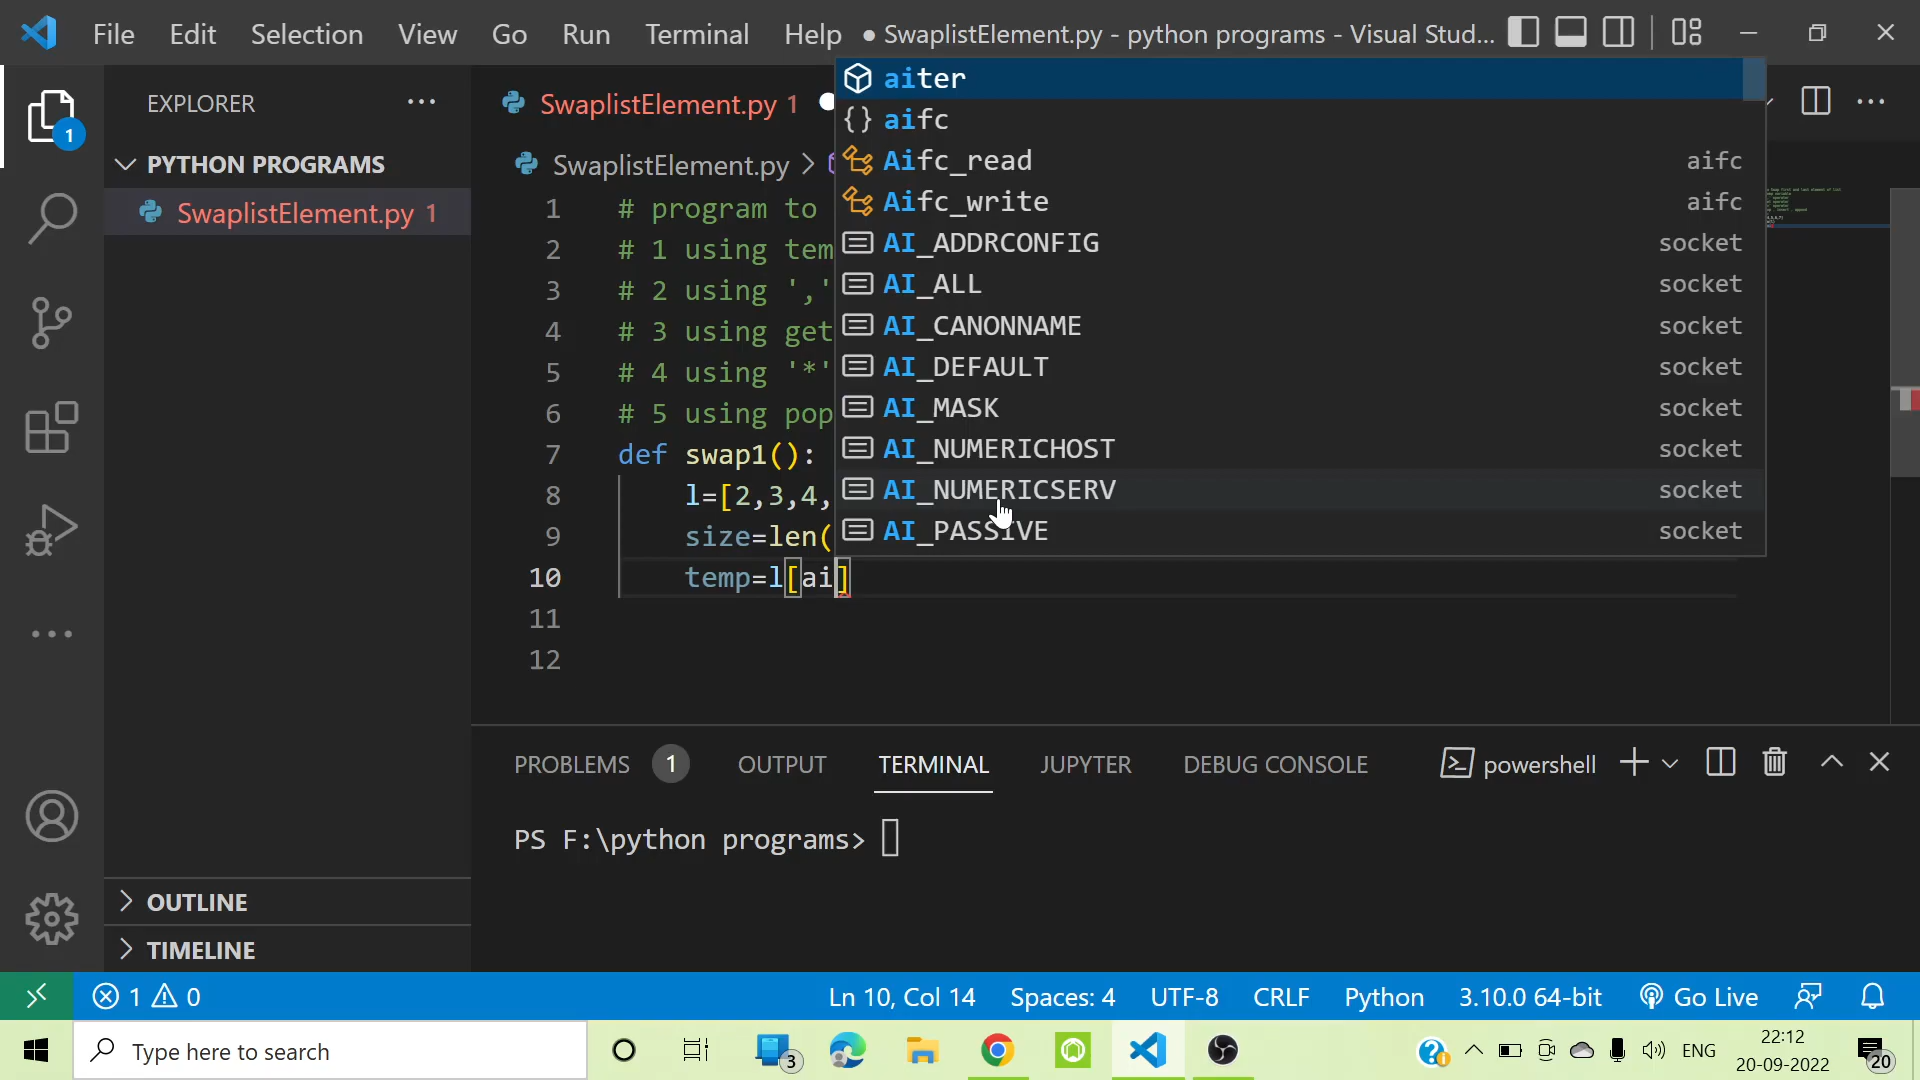 File Edit Selection View Go Run Terminal Help ● SwaplistElement.py - python programs - Visual Stud...
EXPLORER
PYTHON PROGRAMS
SwaplistElement.py 1
OUTLINE
TIMELINE
1
SwaplistElement.py 1
SwaplistElement.py >
1 # program to
2 # 1 using tem
3 # 2 using ','
4 # 3 using get
5 # 4 using '*'
6 # 5 using pop
7 def swap1():
8 l=[2,3,4,
9 size=len(
10 temp=l[ai]
11
12
aiter
aifc
Aifc_read aifc
Aifc_write aifc
AI_ADDRCONFIG socket
AI_ALL socket
AI_CANONNAME socket
AI_DEFAULT socket
AI_MASK socket
AI_NUMERICHOST socket
AI_NUMERICSERV socket
AI_PASSIVE socket
PROBLEMS 1 OUTPUT TERMINAL JUPYTER DEBUG CONSOLE powershell
PS F:\python programs>
1 0 Ln 10, Col 14 Spaces: 4 UTF-8 CRLF Python 3.10.0 64-bit Go Live
Type here to search 3 ENG 22:12
20-09-2022 20